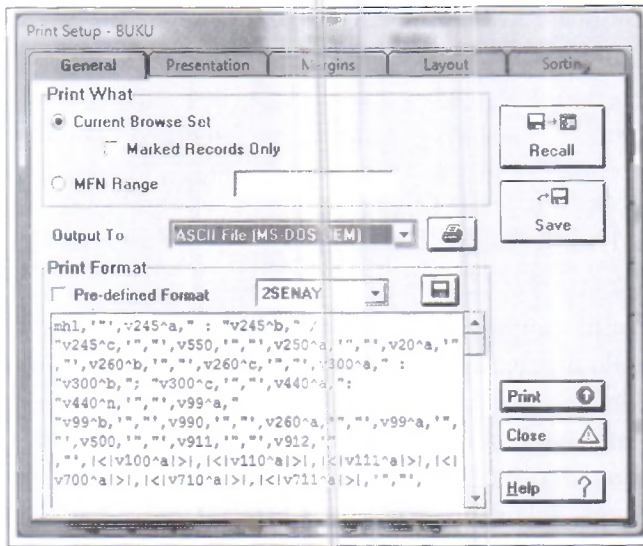 Print Setup - BUKU
General Presentation Margins Layout Sorting
Print What
Current Browse Set
Marked Records Only
MFN Range
Recall
Save
Output To ASCII File (MS-DOS OEM)
Print Format
Pre-defined Format 2SENAY
mhl,'"',v245^a," : "v245^b," /
"v245^c,'","',v550,'","',v250^a,'","',v20^a,'"
,"',v260^b,'","',v260^c,'","',v300^a," :
"v300^b,"; "v300^c,'","',v440^a,":
"v440^n,'","',v99^a,"
"v99^b,'","',v990,'","',v260^a,'","',v99^a,'",
"',v500,'","',v911,'","',v912,'"
,"',|<|v100^a|>|,|<|v110^a|>|,|<|v111^a|>|,|<|
v700^a|>|,|<|v710^a|>|,|<|v711^a|>|,'","',
Print
Close
Help ?